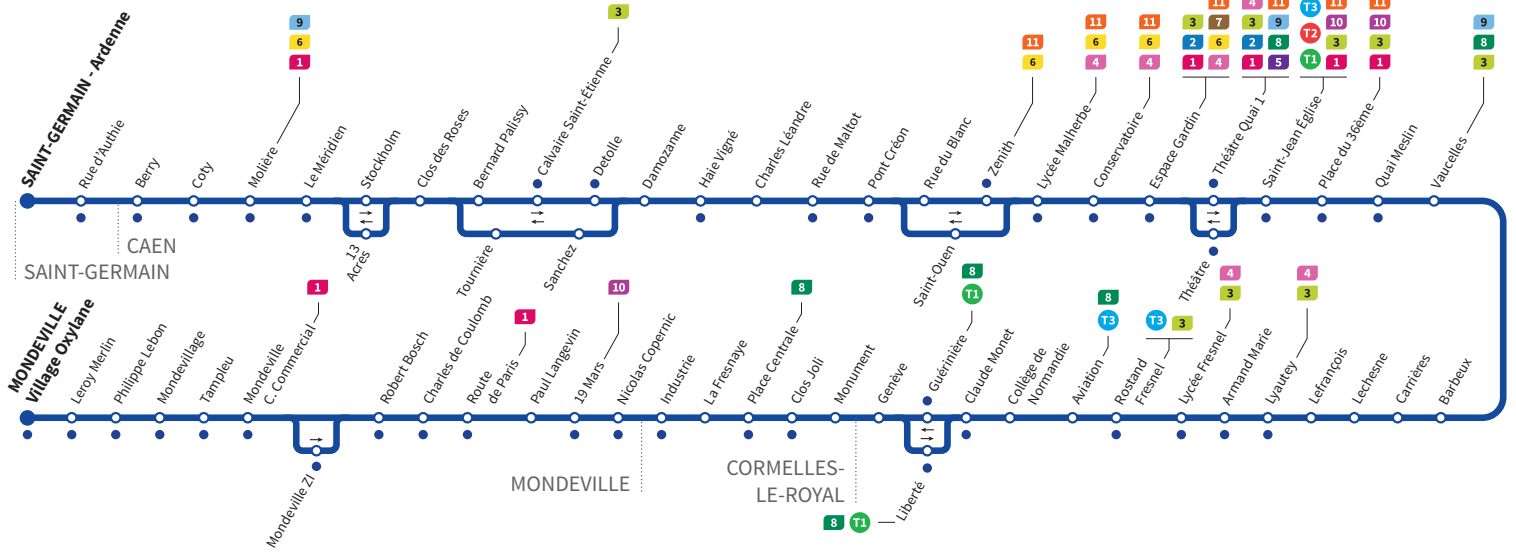 3
9
6
1
11
6
11
6
4
11
6
4
11
3 7
2 6
1 4
4 11
3 9
2 8
1 5
T3 11
T2 10
T1 3
1
11
10
3
1
9
8
3
SAINT-GERMAIN - Ardenne
Rue d'Authie
Berry
Coty
Molière
Le Méridien
Stockholm
Clos des Roses
Bernard Palissy
Calvaire Saint-Étienne
Detolle
Damozanne
Haie Vigné
Charles Léandre
Rue de Maltot
Pont Créon
Rue du Blanc
Zenith
Lycée Malherbe
Conservatoire
Espace Gardin
Théâtre Quai 1
Saint-Jean Église
Place du 36ème
Quai Meslin
Vaucelles
13
Acres
Tournière
Sanchez
Saint-Ouen
Théâtre
CAEN
SAINT-GERMAIN
1
1
10
8
8
T1
8
T3
T3 3
4
3
4
3
MONDEVILLE
Village Oxylane
Leroy Merlin
Philippe Lebon
Mondevillage
Tampleu
Mondeville
C. Commercial
Robert Bosch
Charles de Coulomb
Route
de Paris
Paul Langevin
19 Mars
Nicolas Copernic
Industrie
La Fresnaye
Place Centrale
Clos Joli
Monument
Genève
Guérinière
Claude Monet
Collège de
Normandie
Aviation
Rostand
Fresnel
Lycée Fresnel
Armand Marie
Lyautey
Lefrançois
Lechesne
Carrières
Barbeux
Mondeville ZI
MONDEVILLE
CORMELLES-
LE-ROYAL
Liberté
8 T1